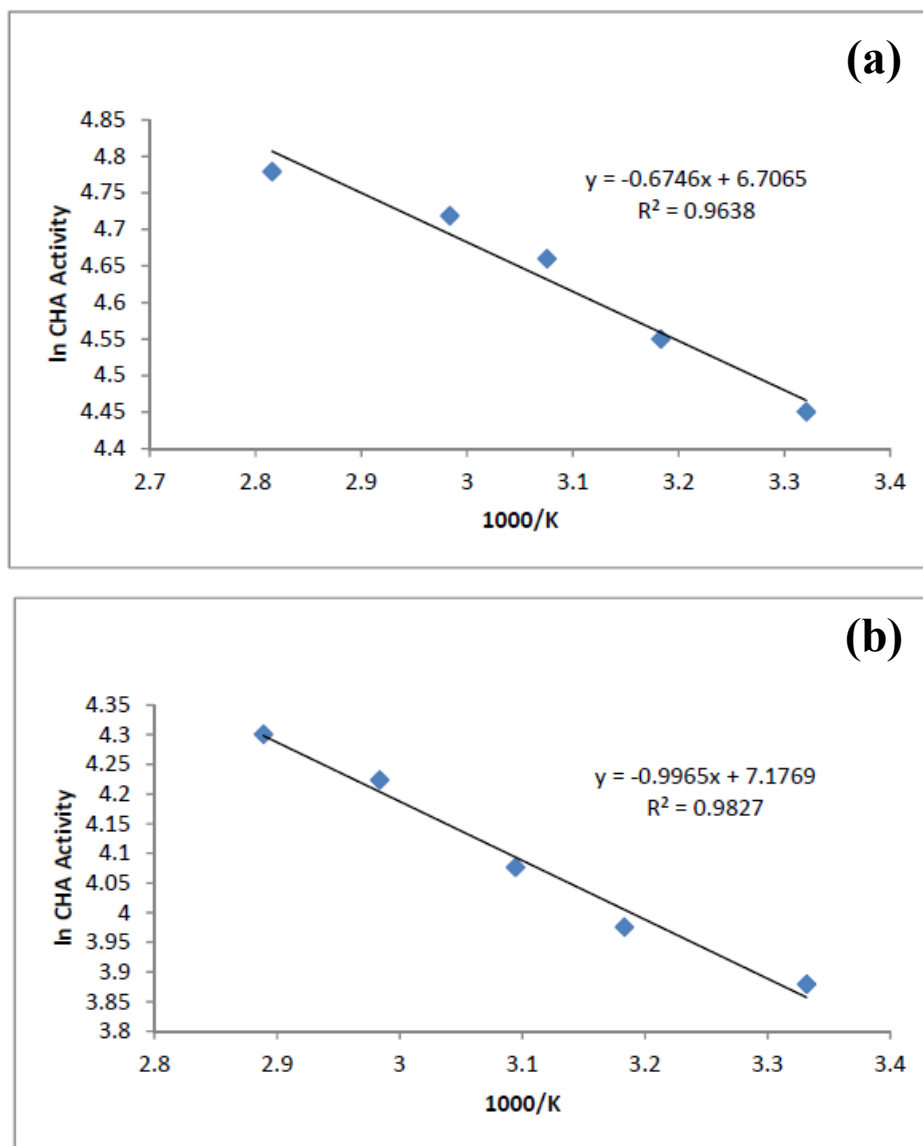 (a)
4.85
4.8
4.75
4.7
4.65
4.6
4.55
4.5
4.45
4.4
ln CHA Activity
y = -0.6746x + 6.7065
R² = 0.9638
2.7 2.8 2.9 3 3.1 3.2 3.3 3.4
1000/K
(b)
4.35
4.3
4.25
4.2
4.15
4.1
4.05
4
3.95
3.9
3.85
3.8
ln CHA Activity
y = -0.9965x + 7.1769
R² = 0.9827
2.8 2.9 3 3.1 3.2 3.3 3.4
1000/K